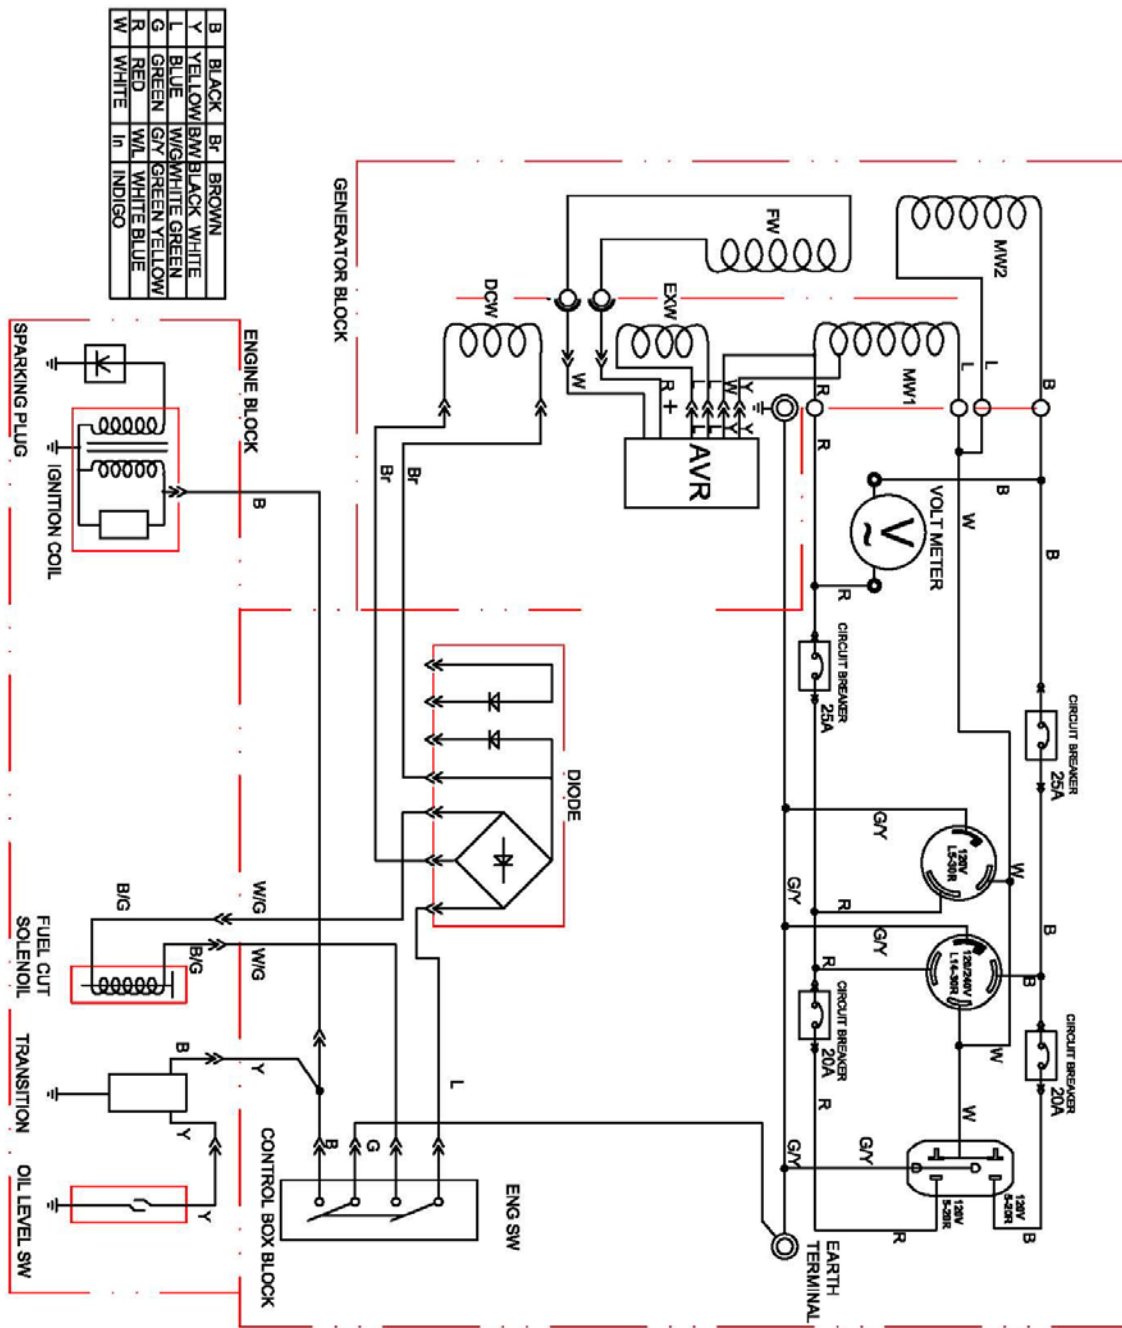 B BLACK Br BROWN
Y YELLOW B/W BLACK WHITE
L BLUE W/G WHITE GREEN
G GREEN G/Y GREEN YELLOW
R RED W/L WHITE BLUE
W WHITE In INDIGO
GENERATOR BLOCK
MW2
FW
DCW
EXW
MW1
L
L
B
W
R
+
L
L
W
Y
R
L
L
Y
Y
R
AVR
VOLT METER
V
~
B
W
B
R
Br
Br
ENGINE BLOCK
SPARKING PLUG
IGNITION COIL
B
CIRCUIT BREAKER
25A
CIRCUIT BREAKER
25A
DIODE
G/Y
120V
L5-30R
W
G/Y
R
G/Y
120/240V
L14-30R
B
B
R
W
CIRCUIT BREAKER
20A
CIRCUIT BREAKER
20A
R
W
B/G
W/G
B/G
W/G
FUEL CUT
SOLENOIL
TRANSITION
B
Y
Y
L
OIL LEVEL SW
Y
CONTROL BOX BLOCK
B
G
ENG SW
G/Y
G/Y
120V
5-20R
120V
5-20R
R
B
EARTH
TERMINAL